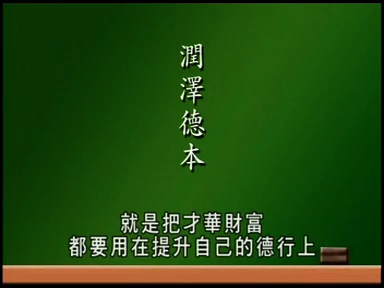 潤澤德本
就是把才華財富
都要用在提升自己的德行上